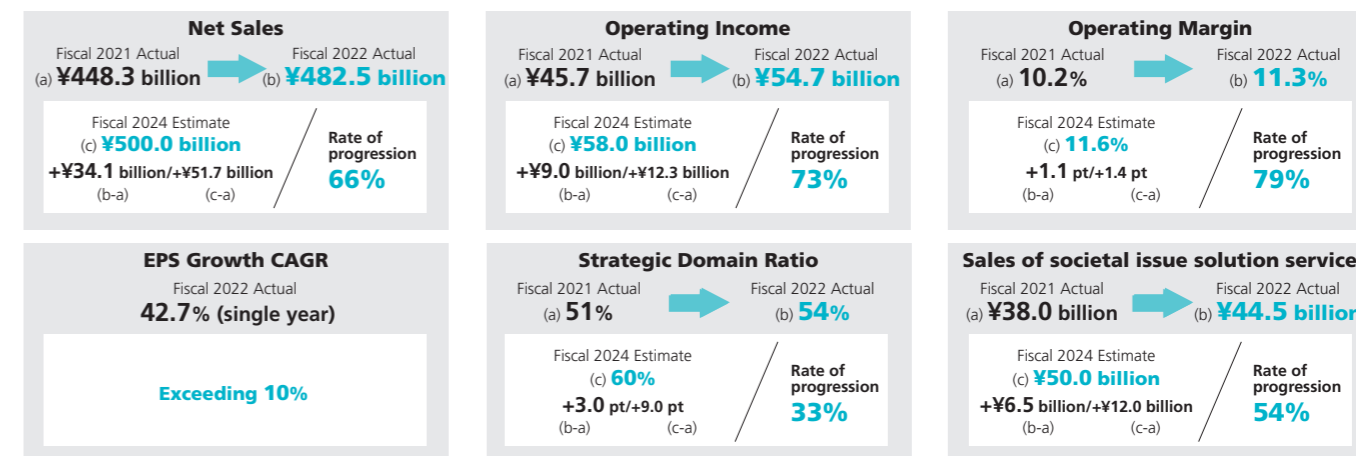 Net Sales
Fiscal 2021 Actual
Fiscal 2022 Actual
(a) ¥448.3 billion
(b) ¥482.5 billion
Fiscal 2024 Estimate
(c) ¥500.0 billion
+¥34.1 billion/+¥51.7 billion
(b-a) (c-a)
Rate of
progression
66%
Operating Income
Fiscal 2021 Actual
Fiscal 2022 Actual
(a) ¥45.7 billion
(b) ¥54.7 billion
Fiscal 2024 Estimate
(c) ¥58.0 billion
+¥9.0 billion/+¥12.3 billion
(b-a) (c-a)
Rate of
progression
73%
Operating Margin
Fiscal 2021 Actual
Fiscal 2022 Actual
(a) 10.2%
(b) 11.3%
Fiscal 2024 Estimate
(c) 11.6%
+1.1 pt/+1.4 pt
(b-a) (c-a)
Rate of
progression
79%
EPS Growth CAGR
Fiscal 2022 Actual
42.7% (single year)
Exceeding 10%
Strategic Domain Ratio
Fiscal 2021 Actual
Fiscal 2022 Actual
(a) 51%
(b) 54%
Fiscal 2024 Estimate
(c) 60%
+3.0 pt/+9.0 pt
(b-a) (c-a)
Rate of
progression
33%
Sales of societal issue solution service
Fiscal 2021 Actual
Fiscal 2022 Actual
(a) ¥38.0 billion
(b) ¥44.5 billion
Fiscal 2024 Estimate
(c) ¥50.0 billion
+¥6.5 billion/+¥12.0 billion
(b-a) (c-a)
Rate of
progression
54%